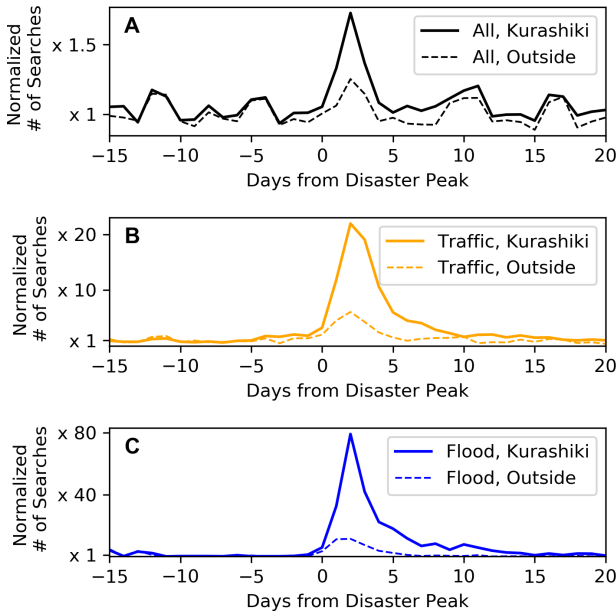 A
All, Kurashiki
All, Outside
Normalized
# of Searches
x 1.5
x 1
−15 −10 −5 0 5 10 15 20
Days from Disaster Peak
B
Traffic, Kurashiki
Traffic, Outside
Normalized
# of Searches
x 20
x 10
x 1
−15 −10 −5 0 5 10 15 20
Days from Disaster Peak
C
Flood, Kurashiki
Flood, Outside
Normalized
# of Searches
x 80
x 40
x 1
−15 −10 −5 0 5 10 15 20
Days from Disaster Peak